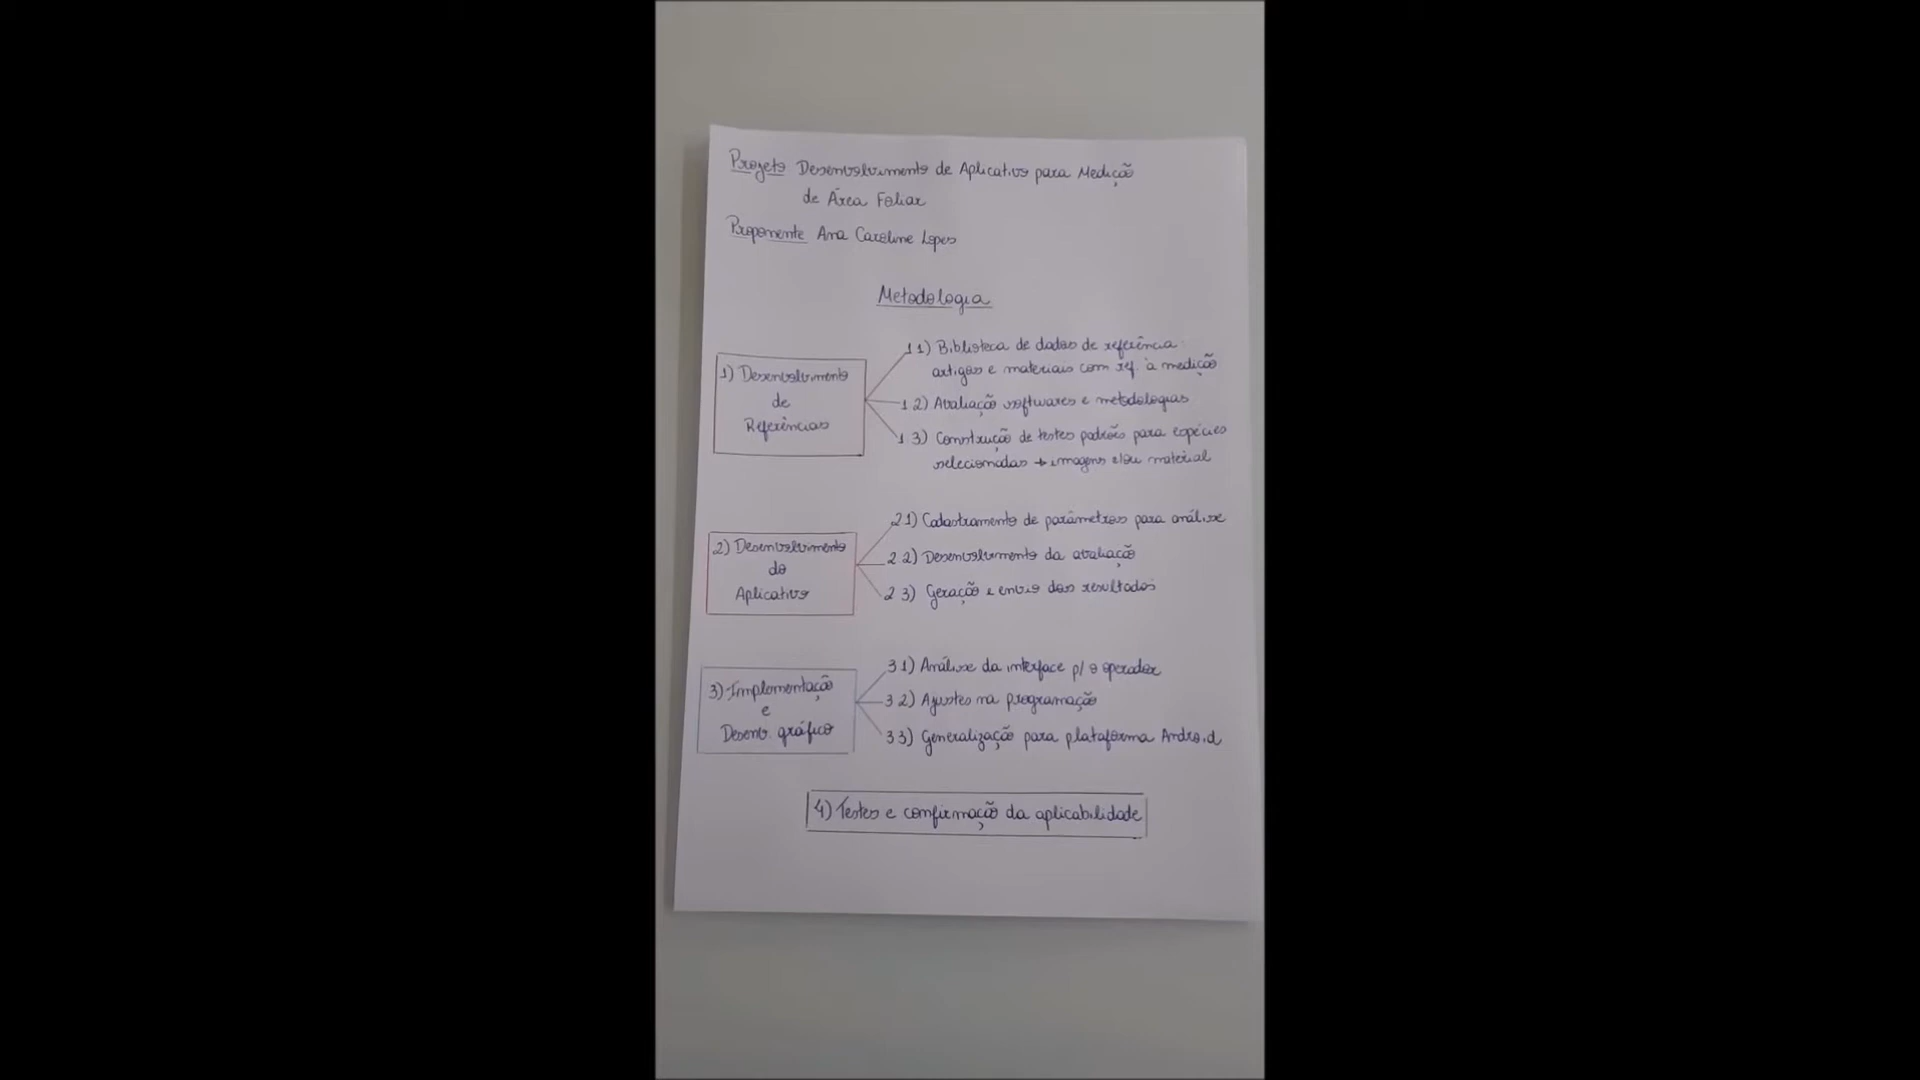 Projeto Desenvolvimento de Aplicativo para Medição
de Área Foliar
Proponente Ana Caroline Lopes
Metodologia
1) Desenvolvimento
de
Referências
1 1) Biblioteca de dados de referência
artigos e materiais com ref. à medição
1 2) Avaliação softwares e metodologias
1 3) Construção de testes padrões para espécies
selecionadas → imagens e/ou material
2) Desenvolvimento
do
Aplicativo
2 1) Cadastramento de parâmetros para análise
2 2) Desenvolvimento da avaliação
2 3) Geração e envio dos resultados
3) Implementação
e
Desenv. gráfico
3 1) Análise da interface p/ o operador
3 2) Ajustes na programação
3 3) Generalização para plataforma Android
4) Testes e confirmação da aplicabilidade